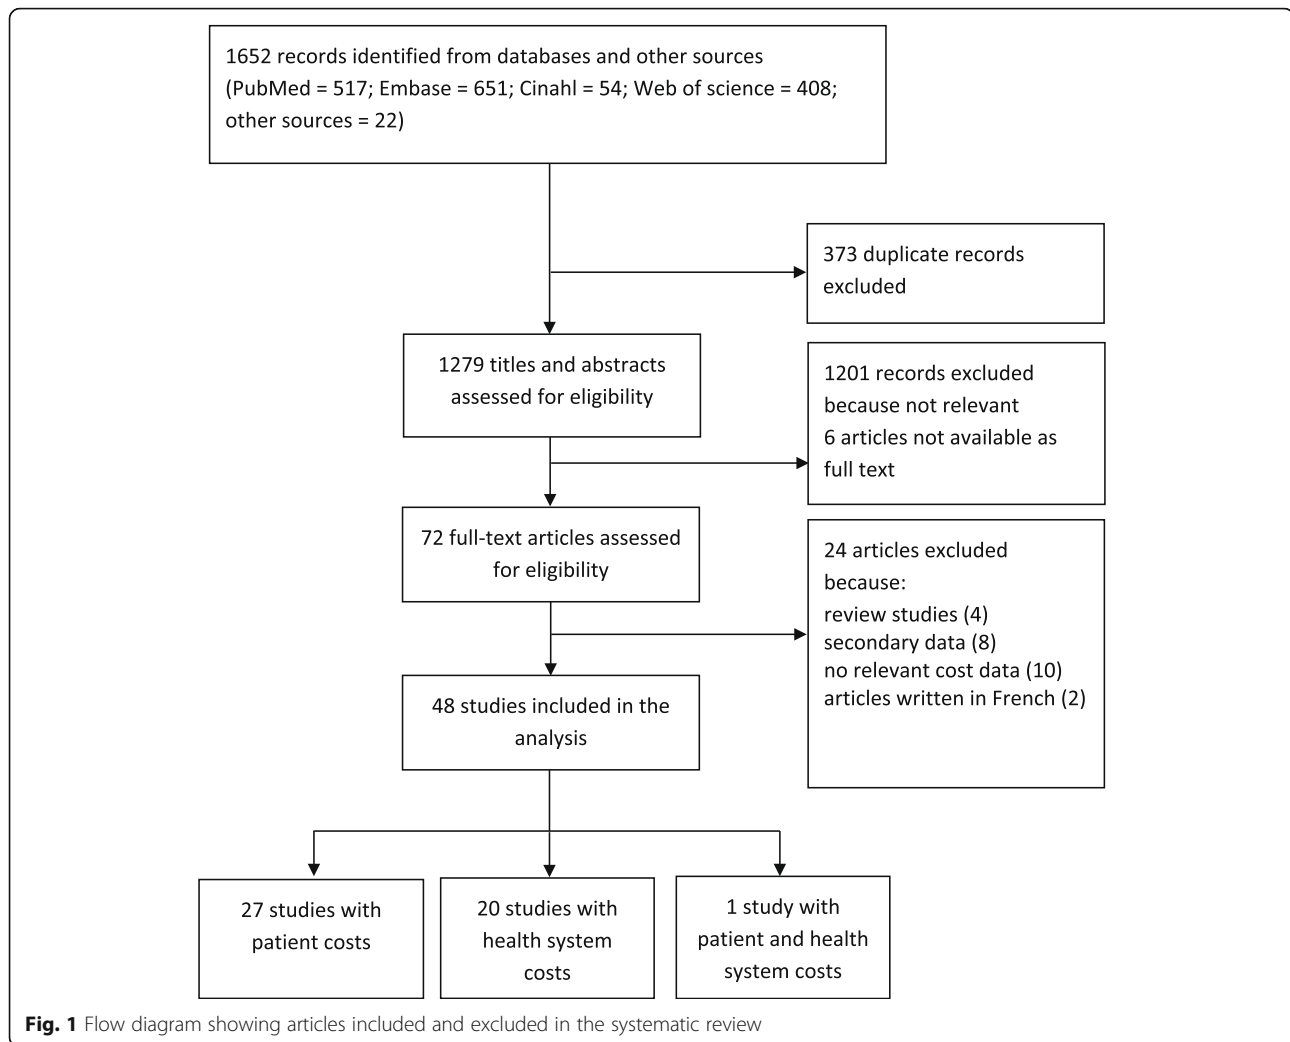 1652 records identified from databases and other sources
(PubMed = 517; Embase = 651; Cinahl = 54; Web of science = 408;
other sources = 22)
373 duplicate records
excluded
1279 titles and abstracts
assessed for eligibility
1201 records excluded
because not relevant
6 articles not available as
full text
72 full-text articles assessed
for eligibility
24 articles excluded
because:
review studies (4)
secondary data (8)
no relevant cost data (10)
articles written in French (2)
48 studies included in the
analysis
27 studies with
patient costs
20 studies with
health system
costs
1 study with
patient and health
system costs
Fig. 1 Flow diagram showing articles included and excluded in the systematic review